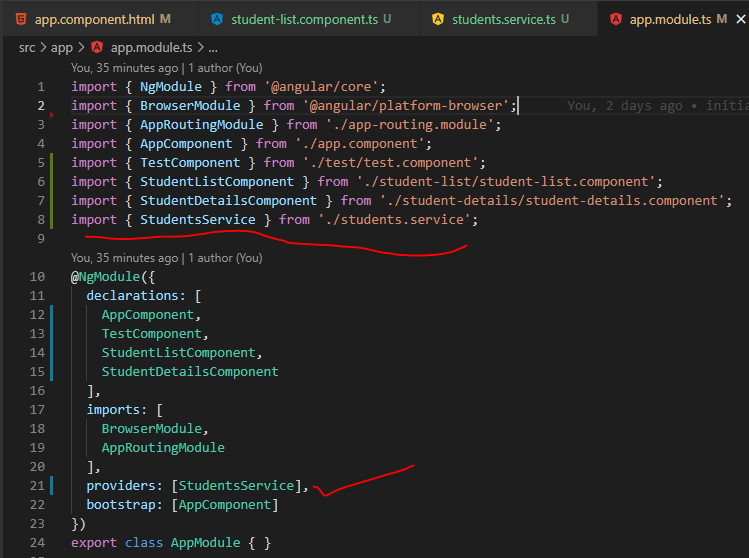 app.component.html M
student-list.component.ts U
students.service.ts U
app.module.ts M
src > app > app.module.ts > ...
You, 35 minutes ago | 1 author (You)
1 import { NgModule } from '@angular/core';
2 import { BrowserModule } from '@angular/platform-browser'; You, 2 days ago • initia
3 import { AppRoutingModule } from './app-routing.module';
4 import { AppComponent } from './app.component';
5 import { TestComponent } from './test/test.component';
6 import { StudentListComponent } from './student-list/student-list.component';
7 import { StudentDetailsComponent } from './student-details/student-details.component';
8 import { StudentsService } from './students.service';
9
You, 35 minutes ago | 1 author (You)
10 @NgModule({
11 declarations: [
12 AppComponent,
13 TestComponent,
14 StudentListComponent,
15 StudentDetailsComponent
16 ],
17 imports: [
18 BrowserModule,
19 AppRoutingModule
20 ],
21 providers: [StudentsService],
22 bootstrap: [AppComponent]
23 })
24 export class AppModule { }